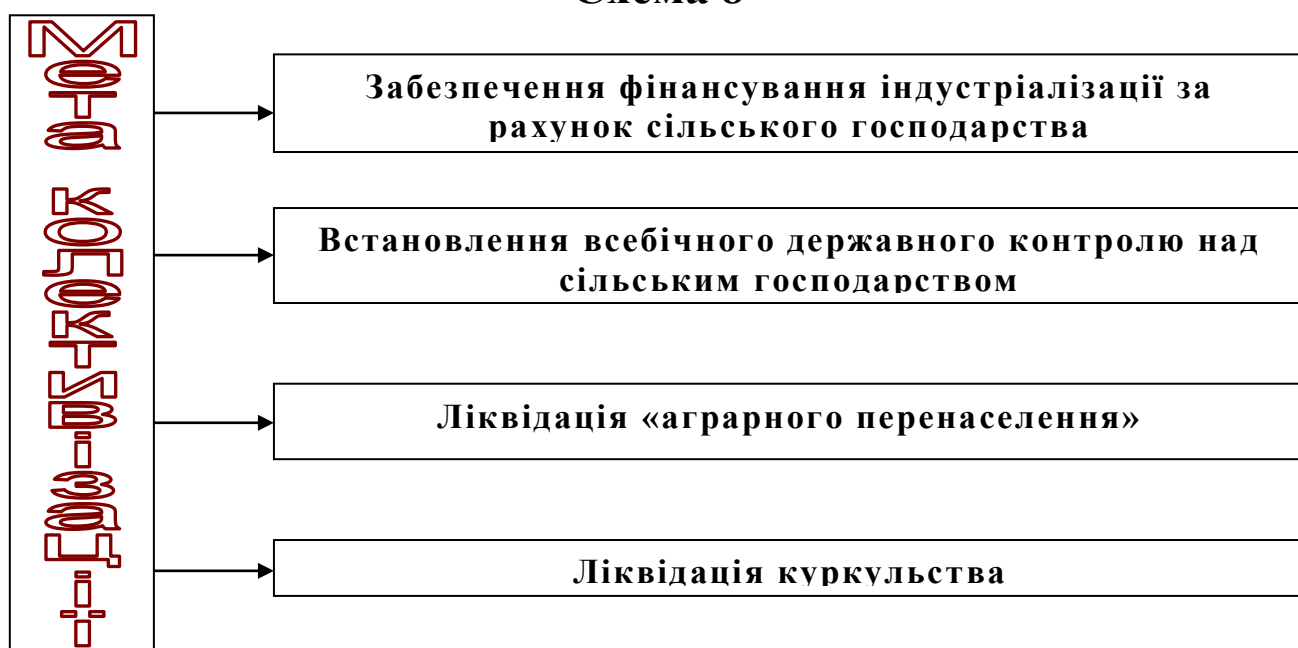 Схема 8
Мета колективізації
Забезпечення фінансування індустріалізації за
рахунок сільського господарства
Встановлення всебічного державного контролю над
сільським господарством
Ліквідація «аграрного перенаселення»
Ліквідація куркульства